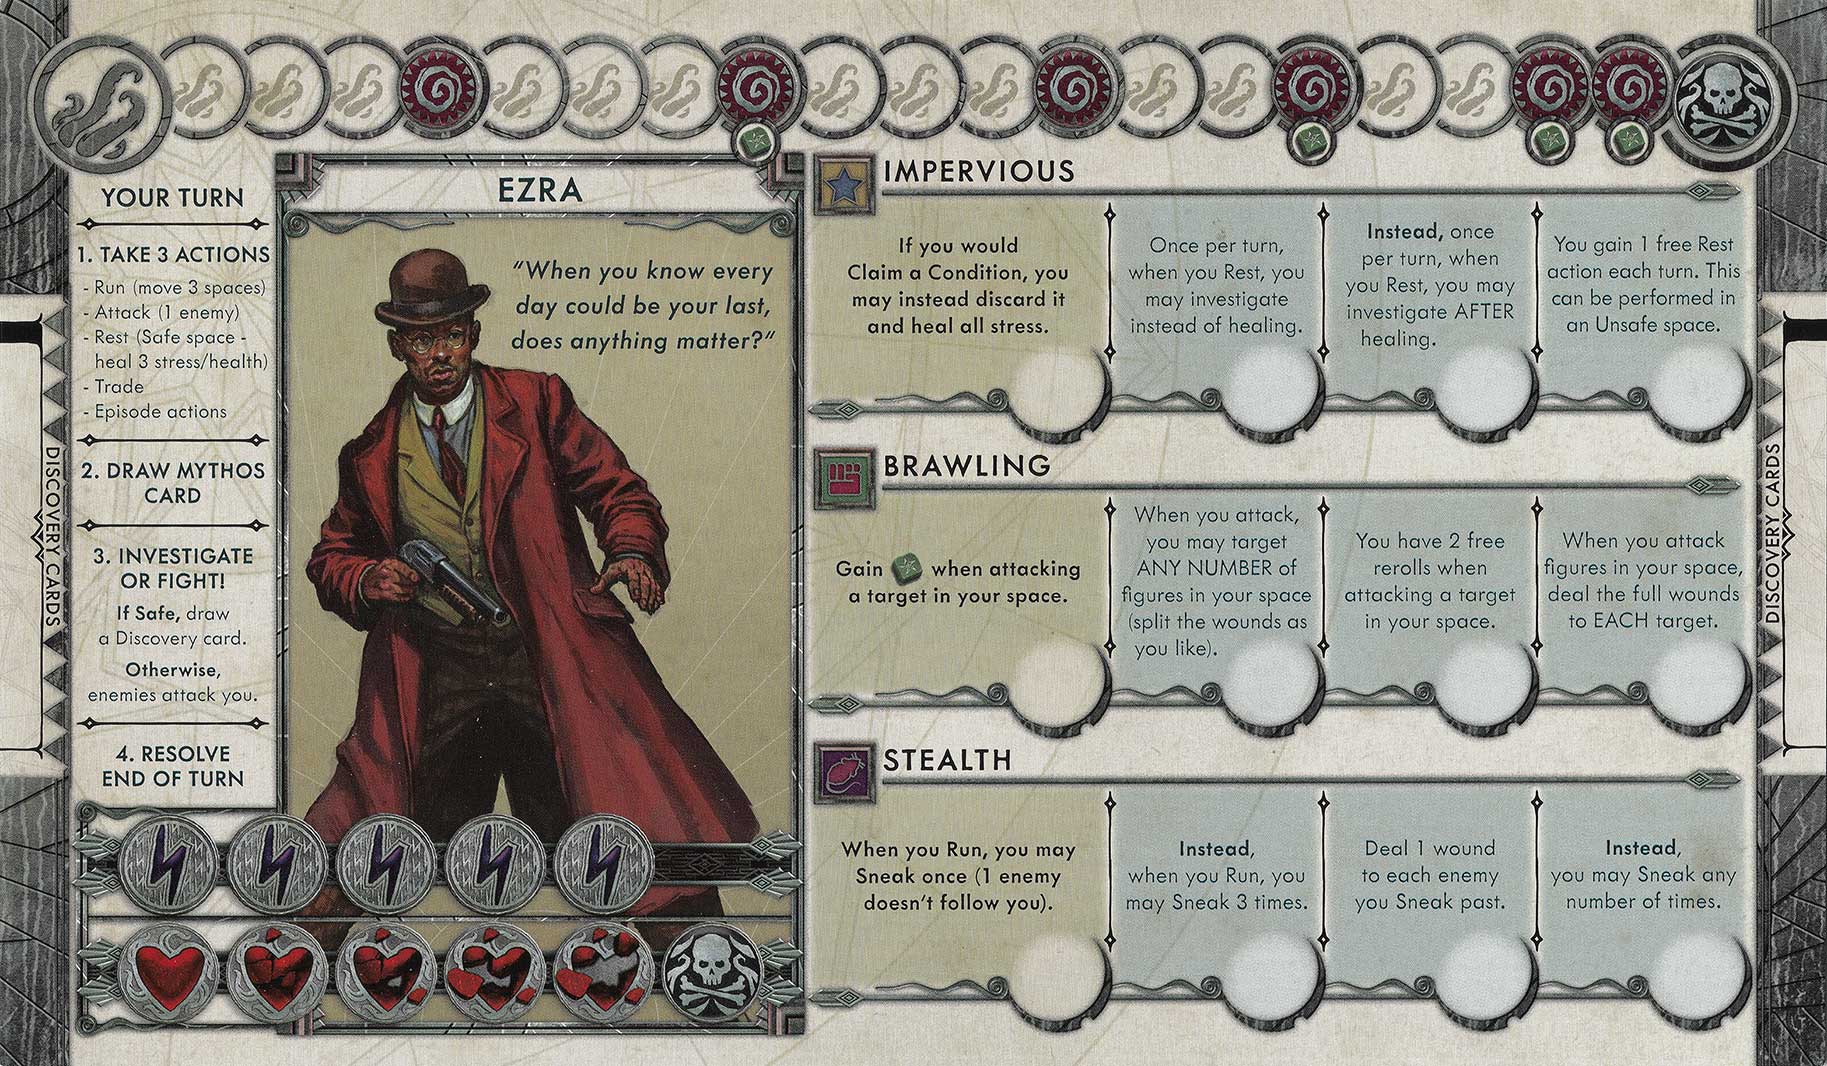 YOUR TURN
1. TAKE 3 ACTIONS
- Run (move 3 spaces)
- Attack (1 enemy)
- Rest (Safe space -
heal 3 stress/health)
- Trade
- Episode actions
2. DRAW MYTHOS
CARD
3. INVESTIGATE
OR FIGHT!
If Safe, draw
a Discovery card.
Otherwise,
enemies attack you.
4. RESOLVE
END OF TURN
DISCOVERY CARDS
EZRA
“When you know every
day could be your last,
does anything matter?“
IMPERVIOUS
If you would
Claim a Condition, you
may instead discard it
and heal all stress.
Once per turn,
when you Rest, you
may investigate
instead of healing.
Instead, once
per turn, when
you Rest, you may
investigate AFTER
healing.
You gain 1 free Rest
action each turn. This
can be performed in
an Unsafe space.
BRAWLING
Gain when attacking
a target in your space.
When you attack,
you may target
ANY NUMBER of
figures in your space
(split the wounds as
you like).
You have 2 free
rerolls when
attacking a target
in your space.
When you attack
figures in your space,
deal the full wounds
to EACH target.
STEALTH
When you Run, you may
Sneak once (1 enemy
doesn’t follow you).
Instead,
when you Run, you
may Sneak 3 times.
Deal 1 wound
to each enemy
you Sneak past.
Instead,
you may Sneak any
number of times.
DISCOVERY CARDS